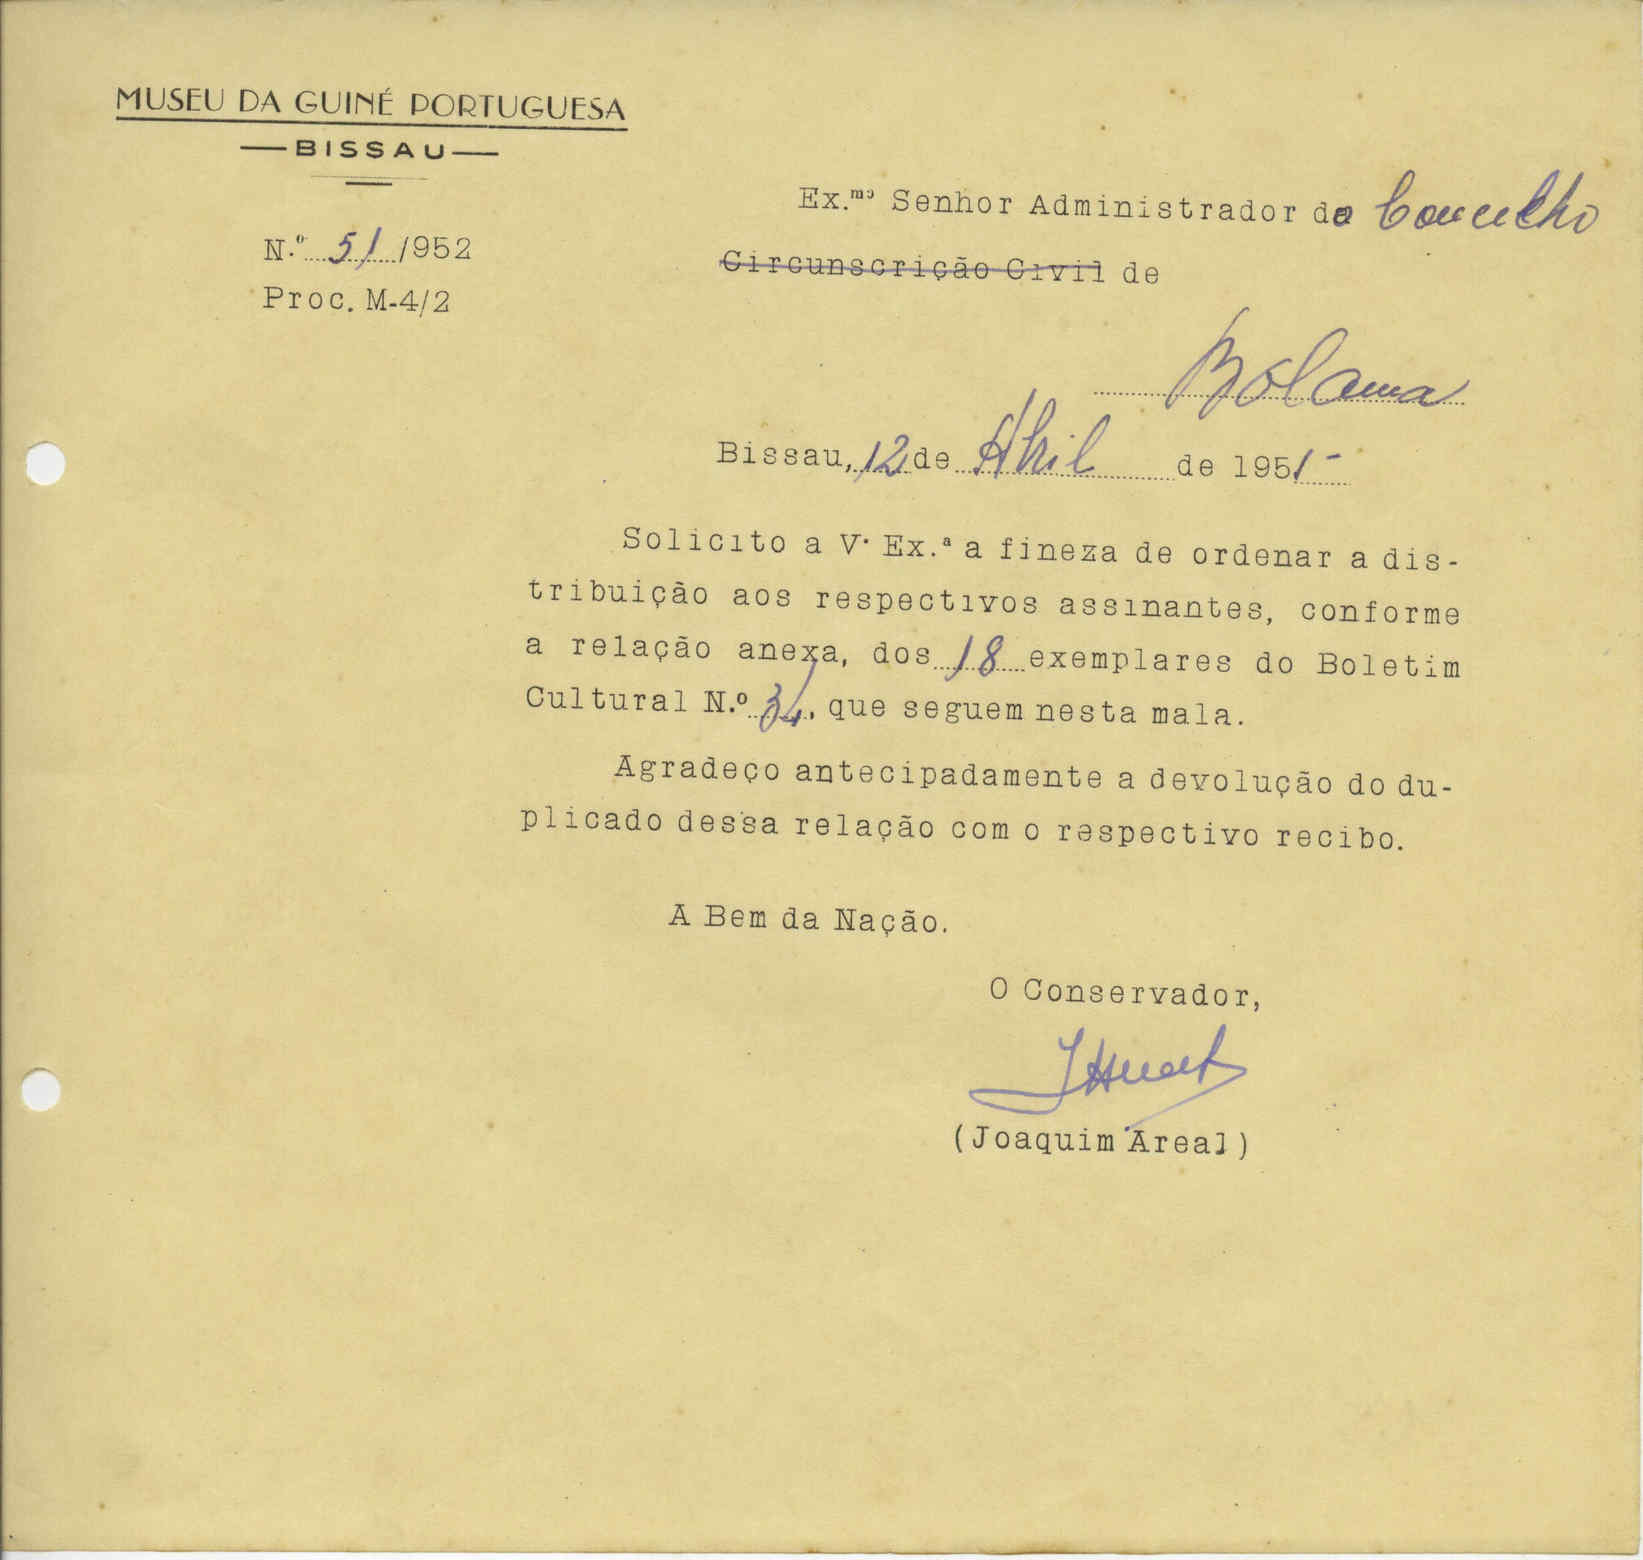 MUSEU DA GUINÉ PORTUGUESA
BISSAU
N.º 51/952
Proc. M-4/2
Ex.mo Senhor Administrador do Concelho
Circunscrição Civil de
Bolama
Bissau, 12 de Abril de 1951-
Solicito a V. Ex.ª a fineza de ordenar a dis-
tribuição aos respectivos assinantes, conforme
a relação anexa, dos 18 exemplares do Boletim
Cultural N.º 34, que seguem nesta mala.
Agradeço antecipadamente a devolução do du-
plicado dessa relação com o respectivo recibo.
A Bem da Nação.
O Conservador,
(Joaquim Areal)